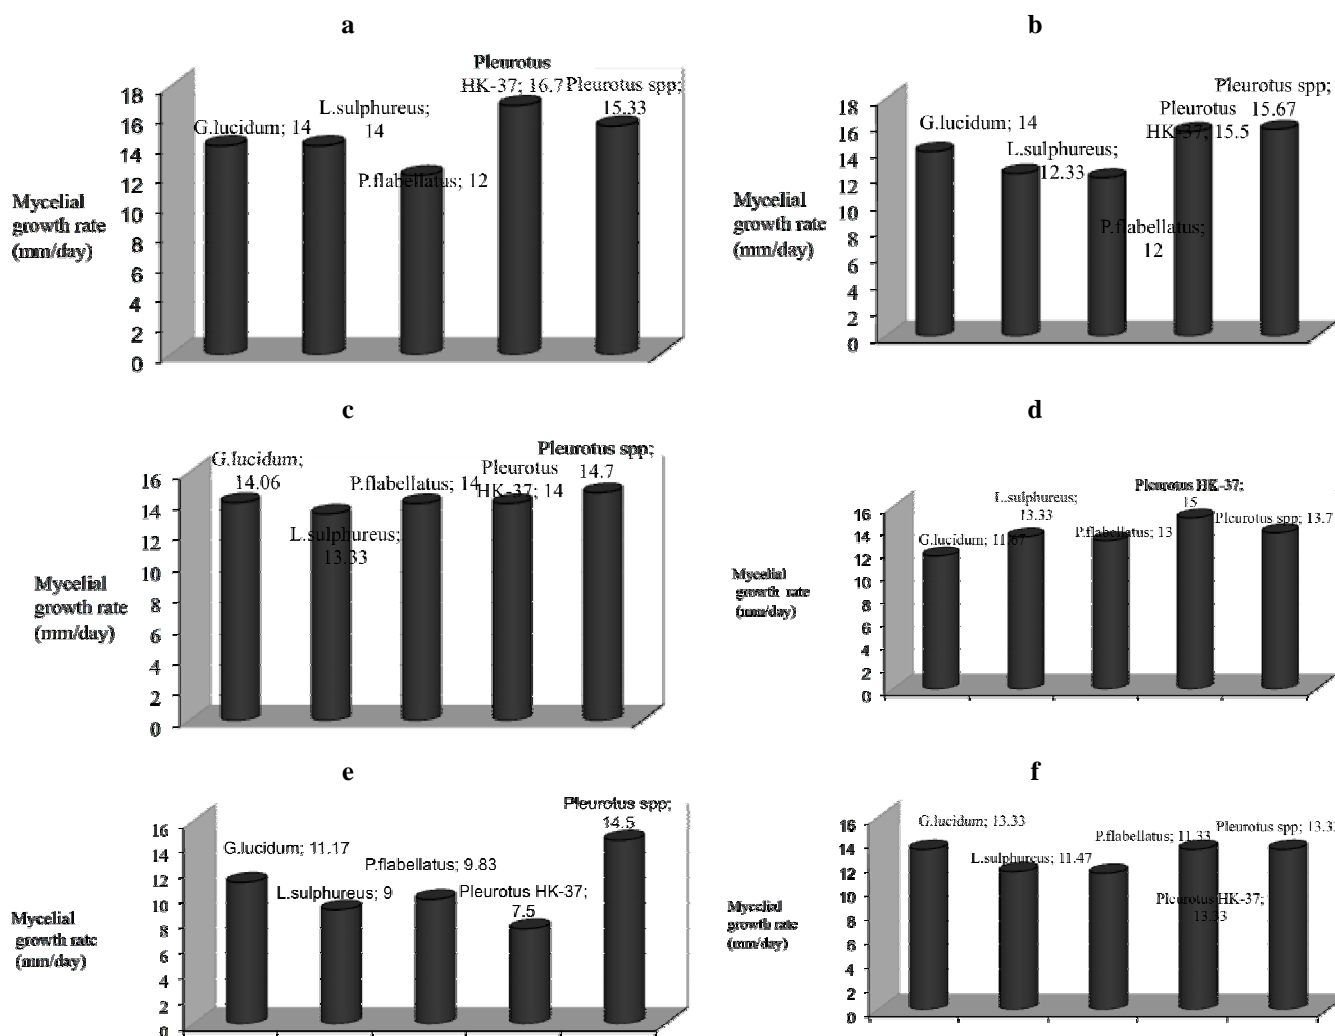 a
Pleurotus
HK-37; 16.7
Pleurotus spp;
15.33
L.sulphureus;
14
G.lucidum; 14
P.flabellatus; 12
Mycelial
growth rate
(mm/day)
18
16
14
12
10
8
6
4
2
0
b
Pleurotus spp;
15.67
Pleurotus
HK-37; 15.5
G.lucidum; 14
L.sulphureus;
12.33
P.flabellatus;
12
Mycelial
growth rate
(mm/day)
18
16
14
12
10
8
6
4
2
0
c
G.lucidum;
14.06
L.sulphureus;
13.33
P.flabellatus; 14
Pleurotus
HK-37; 14
Pleurotus spp;
14.7
Mycelial
growth rate
(mm/day)
16
14
12
10
8
6
4
2
0
d
G.lucidum; 11.67
L.sulphureus;
13.33
P.flabellatus; 13
Pleurotus HK-37;
15
Pleurotus spp; 13.7
Mycelial
growth rate
(mm/day)
16
14
12
10
8
6
4
2
0
e
G.lucidum; 11.17
L.sulphureus; 9
P.flabellatus; 9.83
Pleurotus HK-37;
7.5
Pleurotus spp;
14.5
Mycelial
growth rate
(mm/day)
16
14
12
10
8
6
4
2
0
f
G.lucidum; 13.33
L.sulphureus; 11.47
P.flabellatus; 11.33
Pleurotus HK-37;
13.33
Pleurotus spp; 13.3
Mycelial
growth rate
(mm/day)
16
14
12
10
8
6
4
2
0